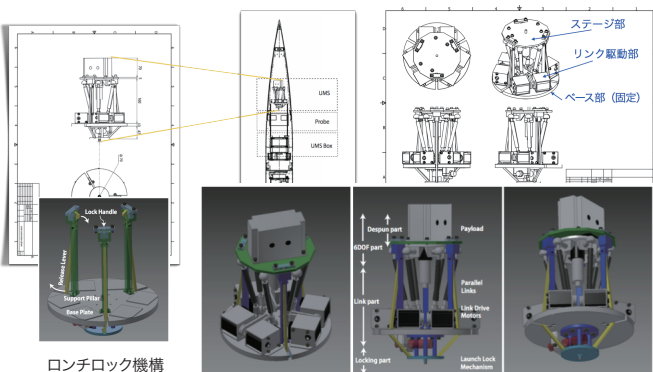 UMS
Probe
UMS Box
ステージ部
リンク駆動部
ベース部（固定）
Lock Handle
Release Lever
Support Pillar
Base Plate
ロンチロック機構
Despun part
6DOF part
Payload
Link part
Parallel
Links
Link Drive
Motors
Locking part
Launch Lock
Mechanism